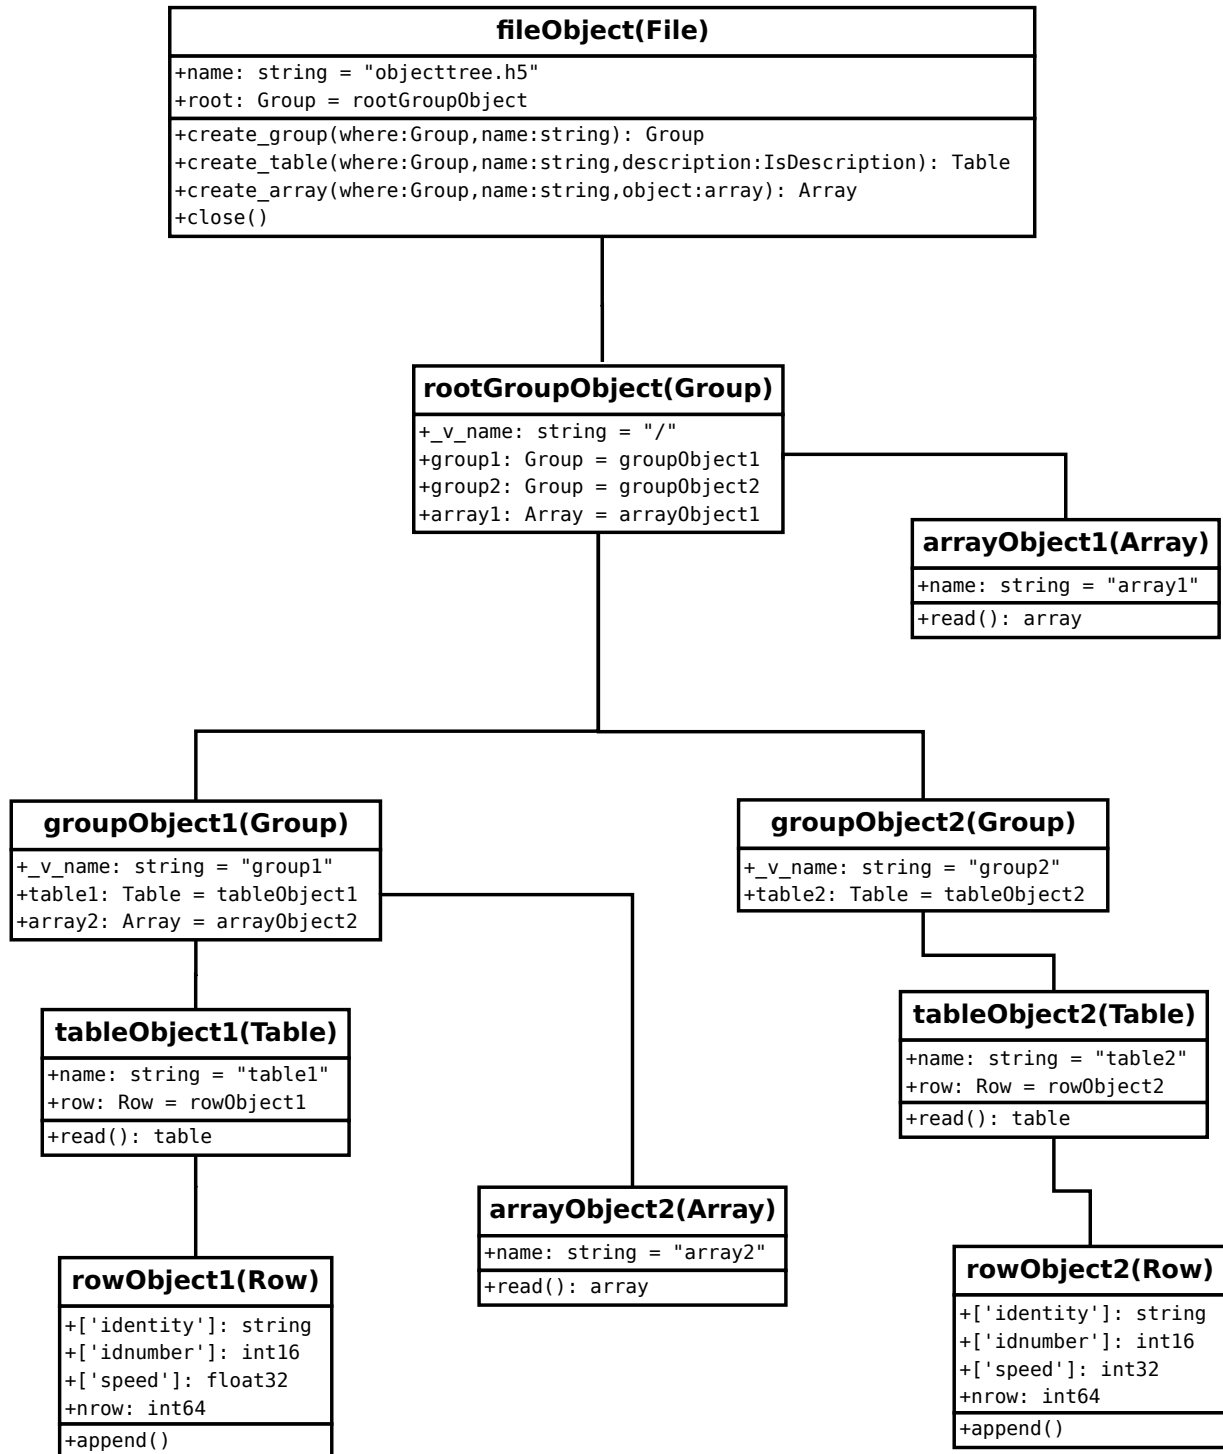 fileObject(File)
+name: string = "objecttree.h5"
+root: Group = rootGroupObject
+create_group(where:Group,name:string): Group
+create_table(where:Group,name:string,description:IsDescription): Table
+create_array(where:Group,name:string,object:array): Array
+close()
rootGroupObject(Group)
+_v_name: string = "/"
+group1: Group = groupObject1
+group2: Group = groupObject2
+array1: Array = arrayObject1
arrayObject1(Array)
+name: string = "array1"
+read(): array
groupObject1(Group)
+_v_name: string = "group1"
+table1: Table = tableObject1
+array2: Array = arrayObject2
groupObject2(Group)
+_v_name: string = "group2"
+table2: Table = tableObject2
tableObject1(Table)
+name: string = "table1"
+row: Row = rowObject1
+read(): table
tableObject2(Table)
+name: string = "table2"
+row: Row = rowObject2
+read(): table
arrayObject2(Array)
+name: string = "array2"
+read(): array
rowObject1(Row)
+['identity']: string
+['idnumber']: int16
+['speed']: float32
+nrow: int64
+append()
rowObject2(Row)
+['identity']: string
+['idnumber']: int16
+['speed']: int32
+nrow: int64
+append()